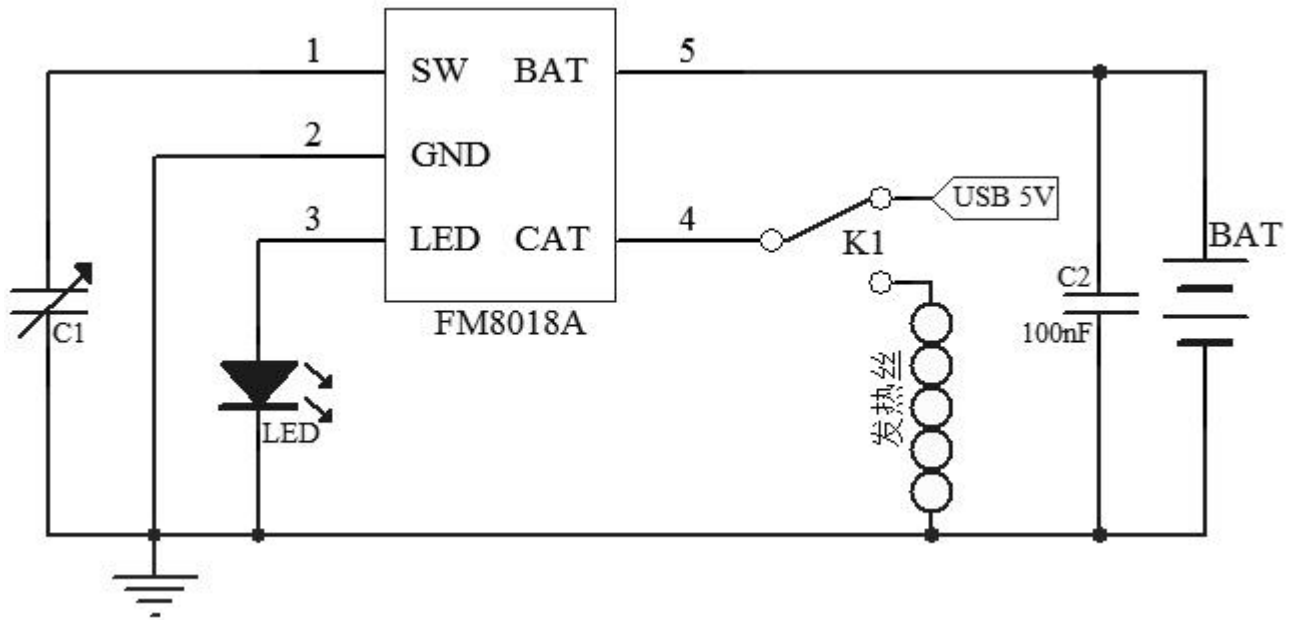 1
SW
BAT
5
2
GND
USB 5V
3
LED
CAT
4
K1
BAT
C2
C1
FM8018A
100nF
发热丝
LED